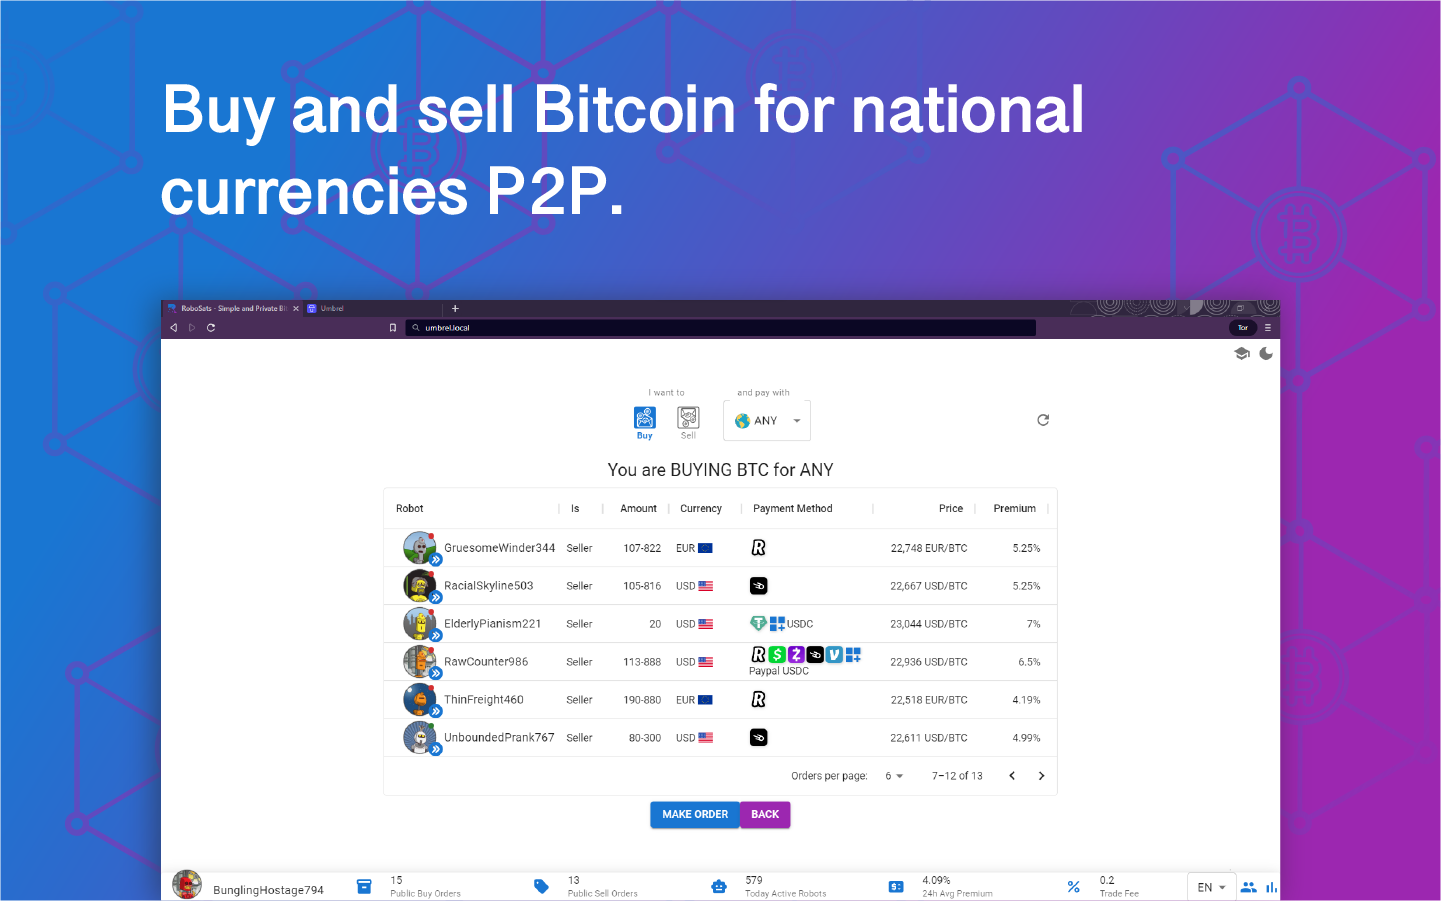 Buy and sell Bitcoin for national
currencies P2P.
RoboSats - Simple and Private Bit
Umbrel
umbrel.local
Tor
I want to
and pay with
Buy
Sell
ANY
You are BUYING BTC for ANY
Robot Is Amount Currency Payment Method Price Premium
GruesomeWinder344 Seller 107-822 EUR 22,748 EUR/BTC 5.25%
RacialSkyline503 Seller 105-816 USD 22,667 USD/BTC 5.25%
ElderlyPianism221 Seller 20 USD USDC 23,044 USD/BTC 7%
RawCounter986 Seller 113-888 USD 22,936 USD/BTC 6.5%
Paypal USDC
ThinFreight460 Seller 190-880 EUR 22,518 EUR/BTC 4.19%
UnboundedPrank767 Seller 80-300 USD 22,611 USD/BTC 4.99%
Orders per page: 6 7–12 of 13
MAKE ORDER BACK
BunglingHostage794
15
Public Buy Orders
13
Public Sell Orders
579
Today Active Robots
4.09%
24h Avg Premium
0.2
Trade Fee
EN